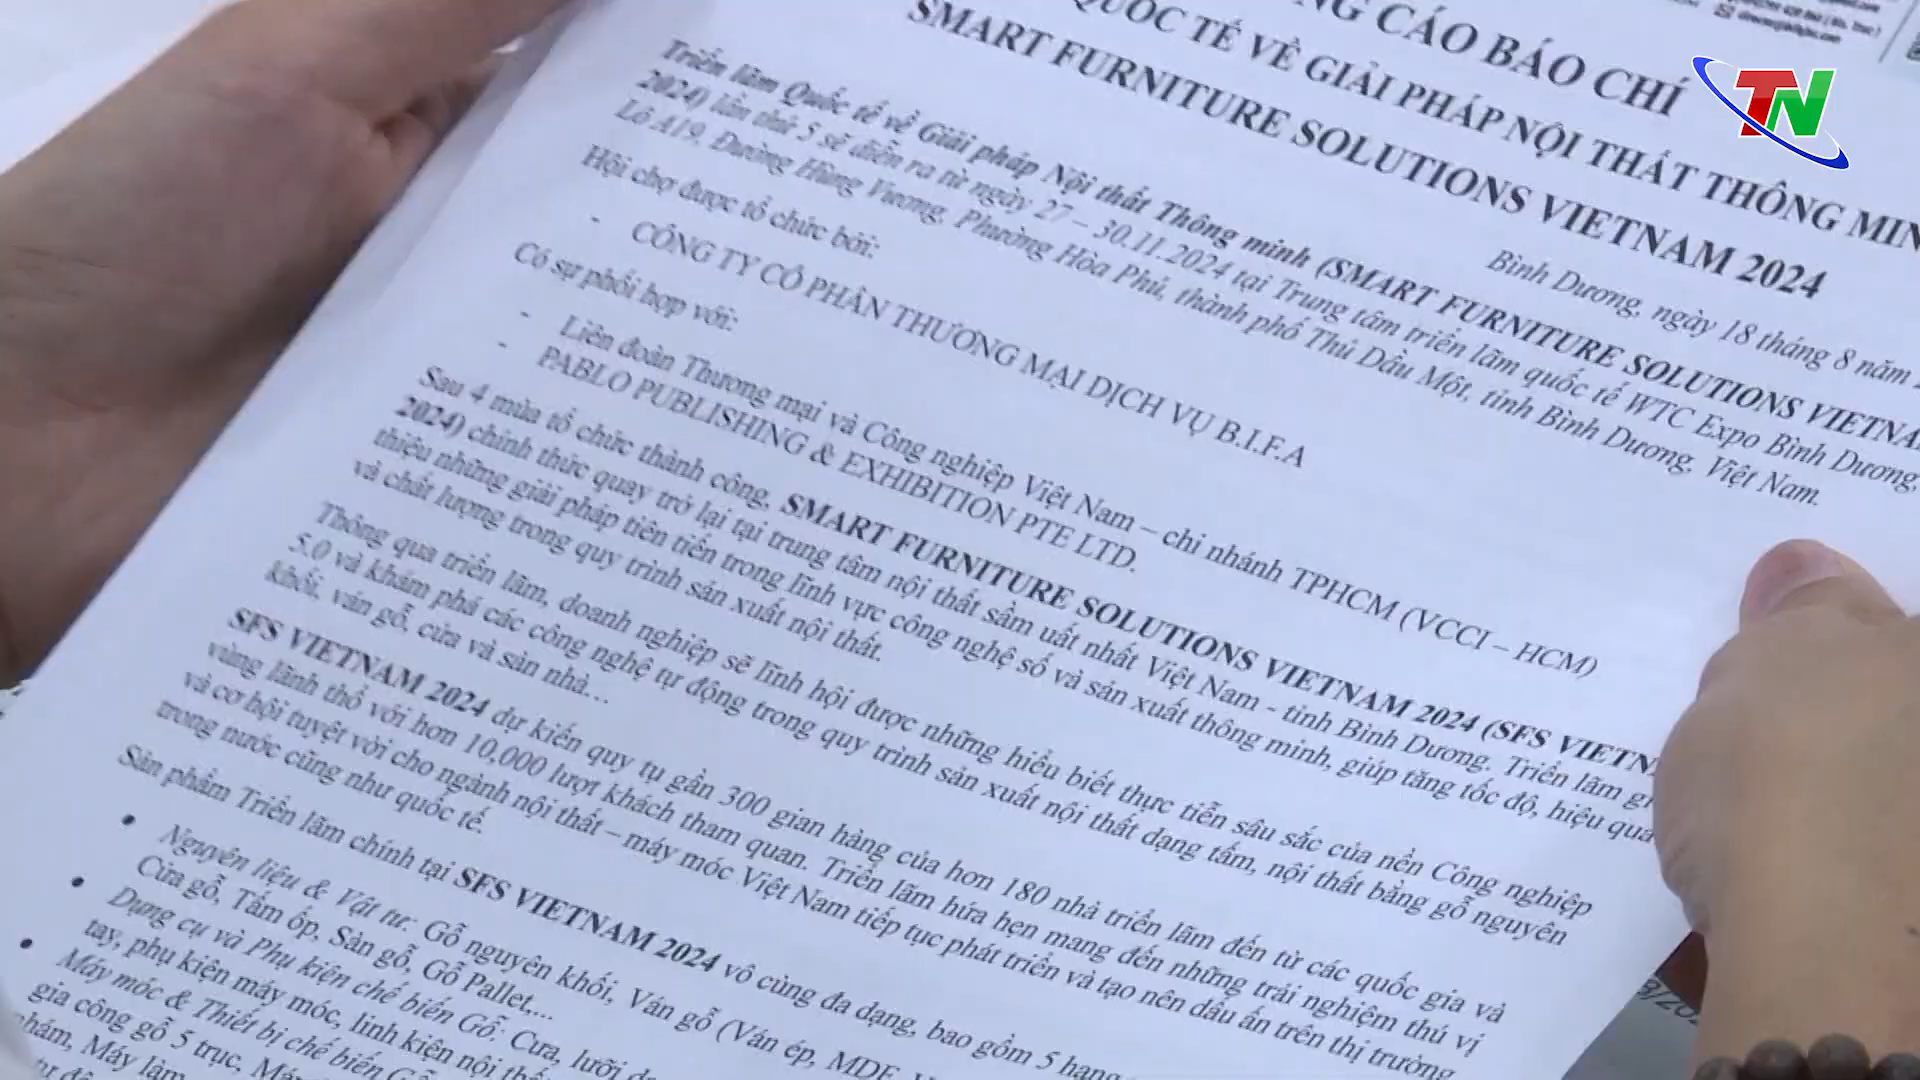 NG CÁO BÁO CHÍ
QUỐC TẾ VỀ GIẢI PHÁP NỘI THẤT THÔNG MIN
SMART FURNITURE SOLUTIONS VIETNAM 2024
TN
Bình Dương, ngày 18 tháng 8 năm
Triển lãm Quốc tế về Giải pháp Nội thất Thông minh (SMART FURNITURE SOLUTIONS VIETNA
2024) lần thứ 5 sẽ diễn ra từ ngày 27 – 30.11.2024 tại Trung tâm triển lãm quốc tế WTC Expo Bình Dương,
Lô A19, Đường Hùng Vương, Phường Hòa Phú, thành phố Thủ Dầu Một, tỉnh Bình Dương, Việt Nam.
Hội chợ được tổ chức bởi:
- CÔNG TY CỔ PHẦN THƯƠNG MẠI DỊCH VỤ B.I.F.A
Có sự phối hợp với:
- Liên đoàn Thương mại và Công nghiệp Việt Nam – chi nhánh TPHCM (VCCI – HCM)
- PABLO PUBLISHING & EXHIBITION PTE LTD.
Sau 4 mùa tổ chức thành công, SMART FURNITURE SOLUTIONS VIETNAM 2024 (SFS VIETN
2024) chính thức quay trở lại tại trung tâm nội thất sầm uất nhất Việt Nam - tỉnh Bình Dương. Triển lãm gi
thiệu những giải pháp tiên tiến trong lĩnh vực công nghệ số và sản xuất thông minh, giúp tăng tốc độ, hiệu quả
và chất lượng trong quy trình sản xuất nội thất.
Thông qua triển lãm, doanh nghiệp sẽ lĩnh hội được những hiểu biết thực tiễn sâu sắc của nền Công nghiệp
5.0 và khám phá các công nghệ tự động trong quy trình sản xuất nội thất dạng tấm, nội thất bằng gỗ nguyên
khối, ván gỗ, cửa và sàn nhà...
SFS VIETNAM 2024 dự kiến quy tụ gần 300 gian hàng của hơn 180 nhà triển lãm đến từ các quốc gia và
vùng lãnh thổ với hơn 10,000 lượt khách tham quan. Triển lãm hứa hẹn mang đến những trải nghiệm thú vị
và cơ hội tuyệt vời cho ngành nội thất – máy móc Việt Nam tiếp tục phát triển và tạo nên dấu ấn trên thị trường
trong nước cũng như quốc tế.
Sản phẩm Triển lãm chính tại SFS VIETNAM 2024 vô cùng đa dạng, bao gồm 5 hạng
• Nguyên liệu & Vật tư: Gỗ nguyên khối, Ván gỗ (Ván ép, MDF,
Cửa gỗ, Tấm ốp, Sàn gỗ, Gỗ Pallet,...
• Dụng cụ và Phụ kiện chế biến Gỗ: Cưa, lưỡi
tay, phụ kiện máy móc, linh kiện nội thấ
• Máy móc & Thiết bị chế biến Gỗ
gia công gỗ 5 trục, Má
phẩm, Máy làm